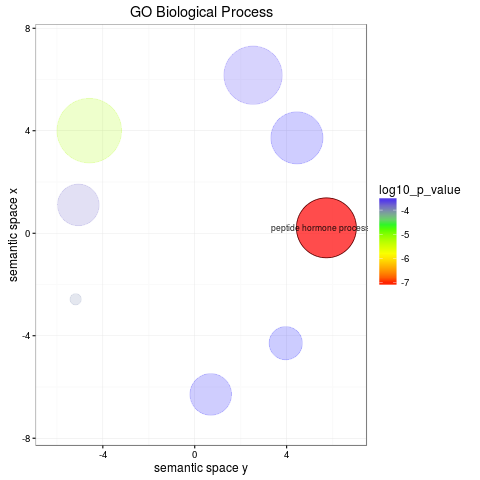 GO Biological Process
semantic space x
8
4
0
-4
-8
peptide hormone process
-4
0
4
semantic space y
log10_p_value
-4
-5
-6
-7